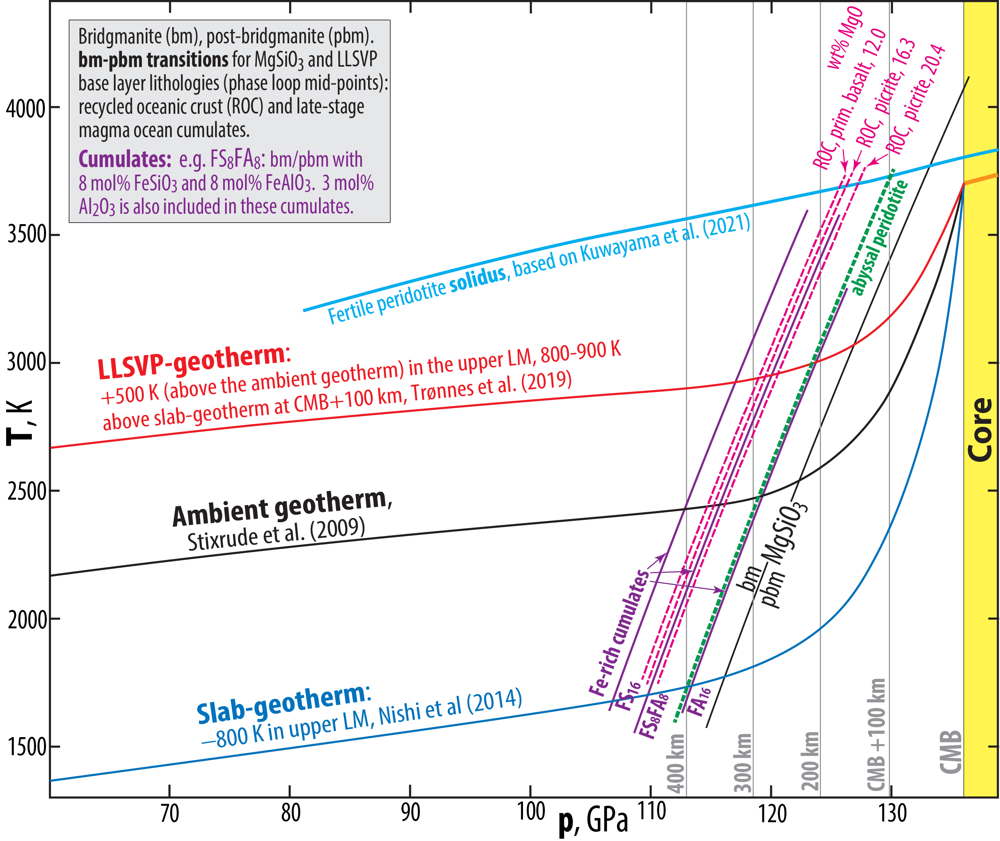 Bridgmanite (bm), post-bridgmanite (pbm).
bm-pbm transitions for MgSiO3 and LLSVP
base layer lithologies (phase loop mid-points):
recycled oceanic crust (ROC) and late-stage
magma ocean cumulates.
Cumulates: e.g. FS8FA8: bm/pbm with
8 mol% FeSiO3 and 8 mol% FeAlO3. 3 mol%
Al2O3 is also included in these cumulates.
wt% MgO
ROC, prim. basalt, 12.0
ROC, picrite, 16.3
ROC, picrite, 20.4
abyssal peridotite
Fertile peridotite solidus, based on Kuwayama et al. (2021)
LLSVP-geotherm:
+500 K (above the ambient geotherm) in the upper LM, 800-900 K
above slab-geotherm at CMB+100 km, Trønnes et al. (2019)
Ambient geotherm,
Stixrude et al. (2009)
Slab-geotherm:
–800 K in upper LM, Nishi et al (2014)
Fe-rich cumulates
FS16
FS8FA8
FA16
bm
pbm
MgSiO3
400 km
300 km
200 km
CMB +100 km
CMB
Core
T, K
4000
3500
3000
2500
2000
1500
70
80
90
100
110
120
130
p, GPa